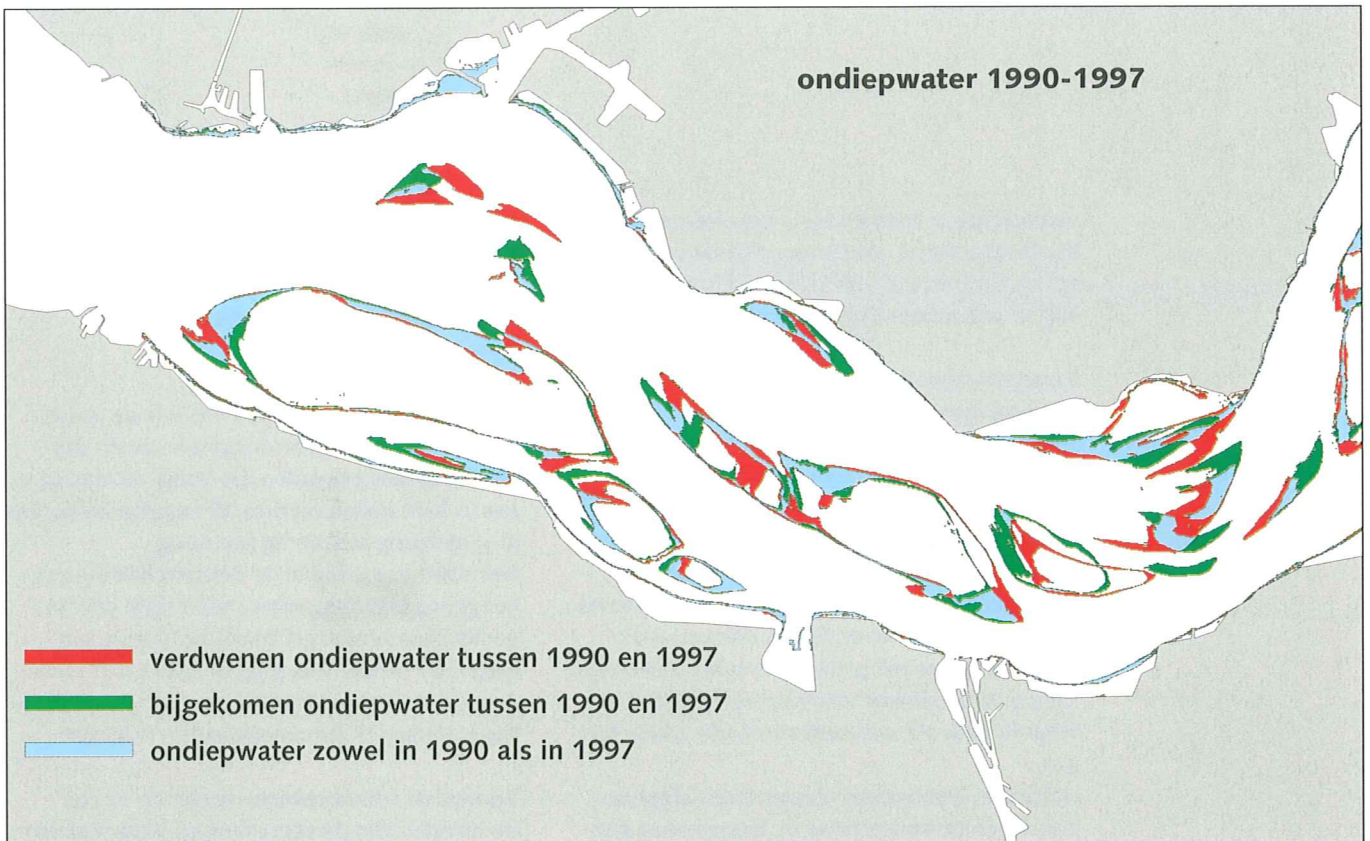 ondiepwater 1990-1997
verdwenen ondiepwater tussen 1990 en 1997
bijgekomen ondiepwater tussen 1990 en 1997
ondiepwater zowel in 1990 als in 1997